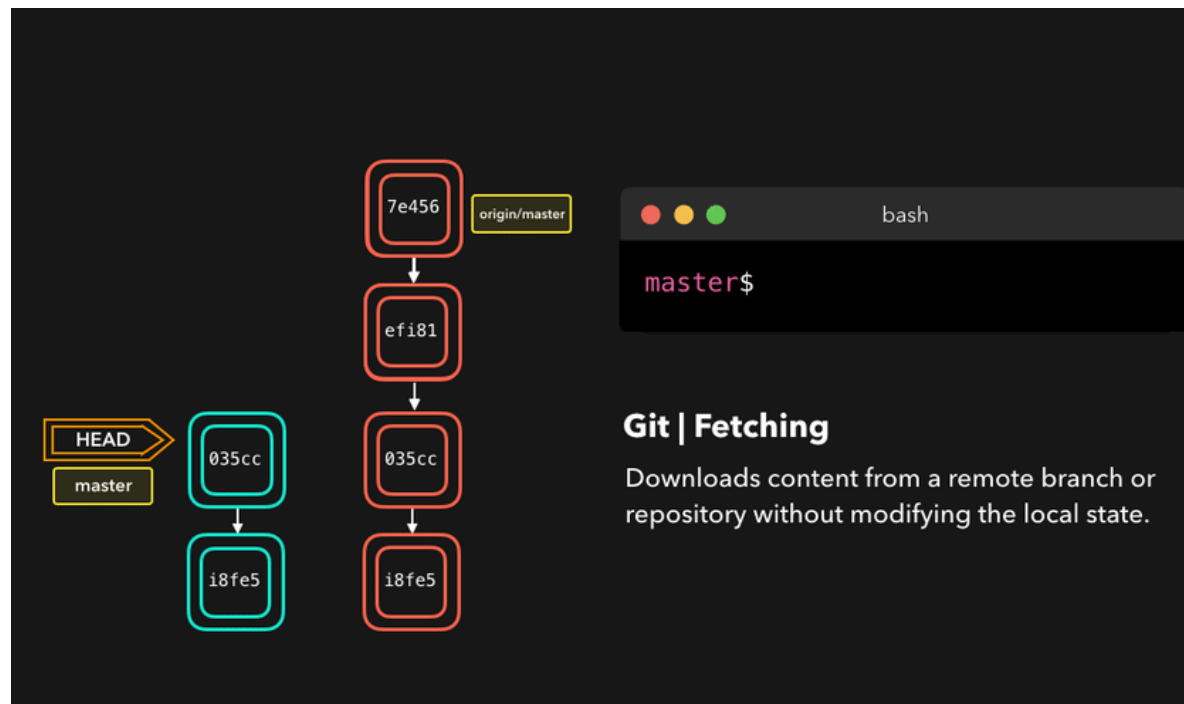 7e456
origin/master
bash
master$
efi81
HEAD
master
035cc
035cc
Git | Fetching
Downloads content from a remote branch or
repository without modifying the local state.
i8fe5
i8fe5